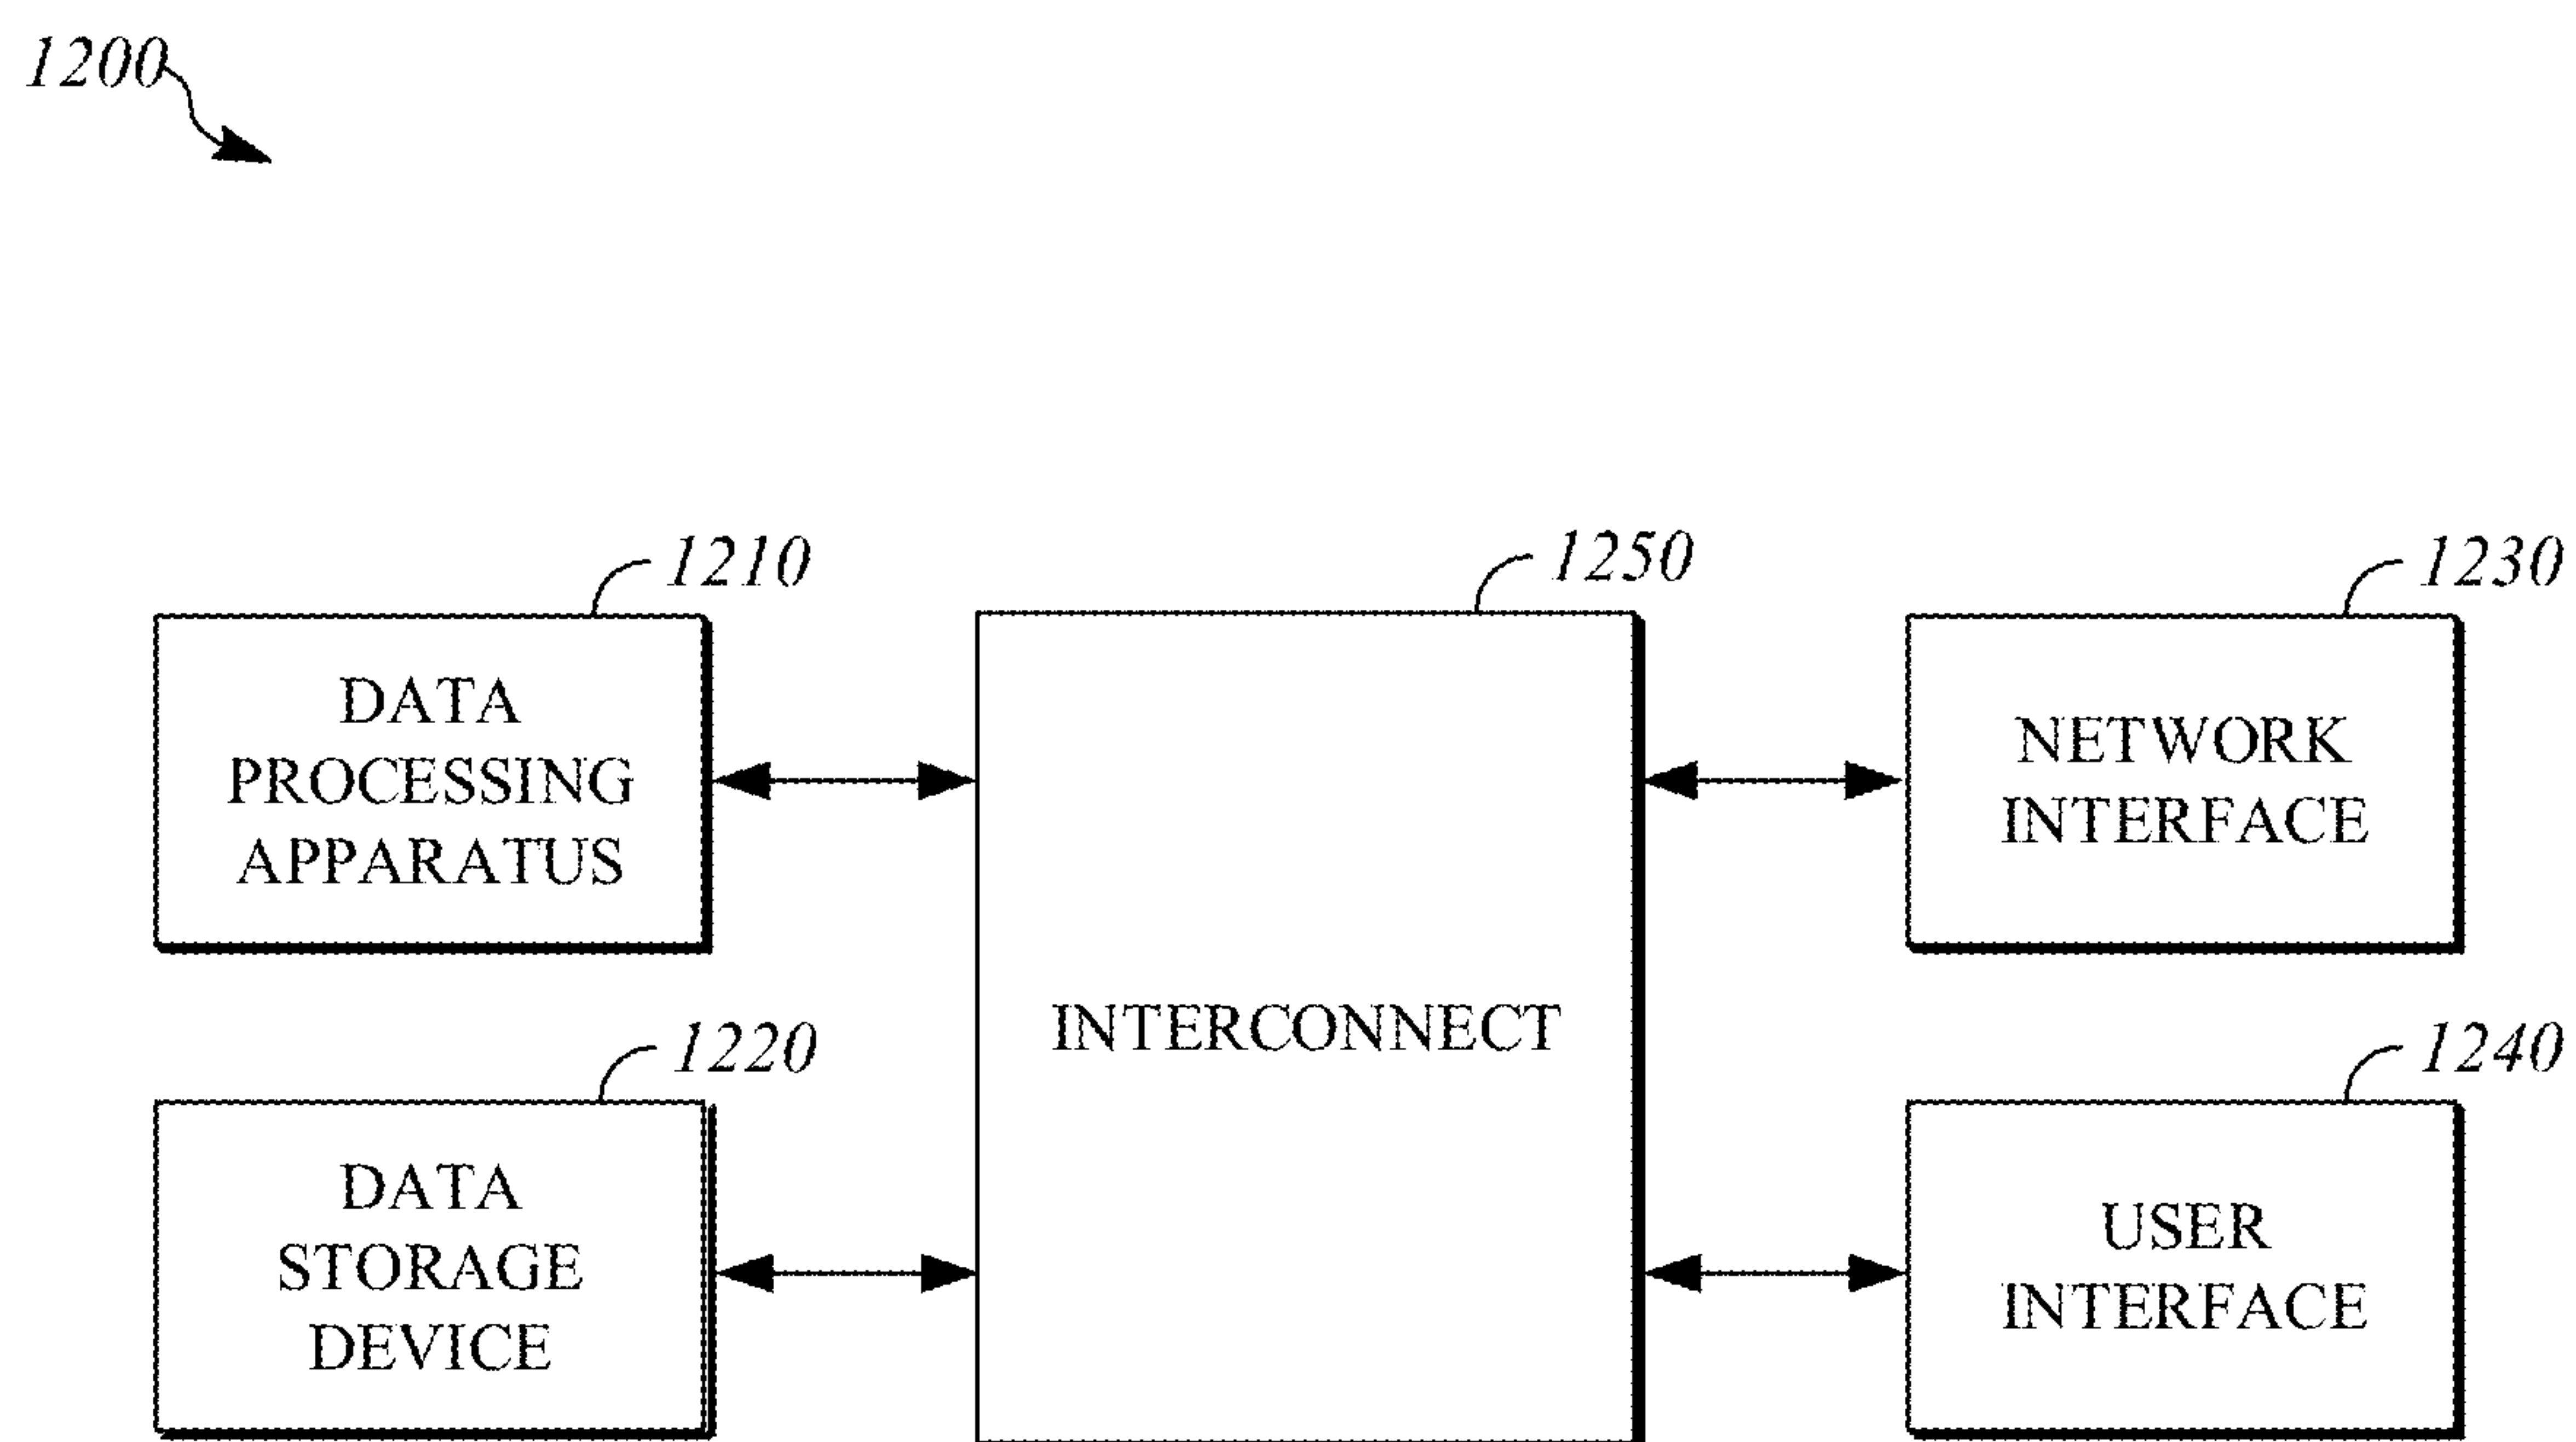 1200
1210
DATA
PROCESSING
APPARATUS
1220
DATA
STORAGE
DEVICE
1250
INTERCONNECT
1230
NETWORK
INTERFACE
1240
USER
INTERFACE